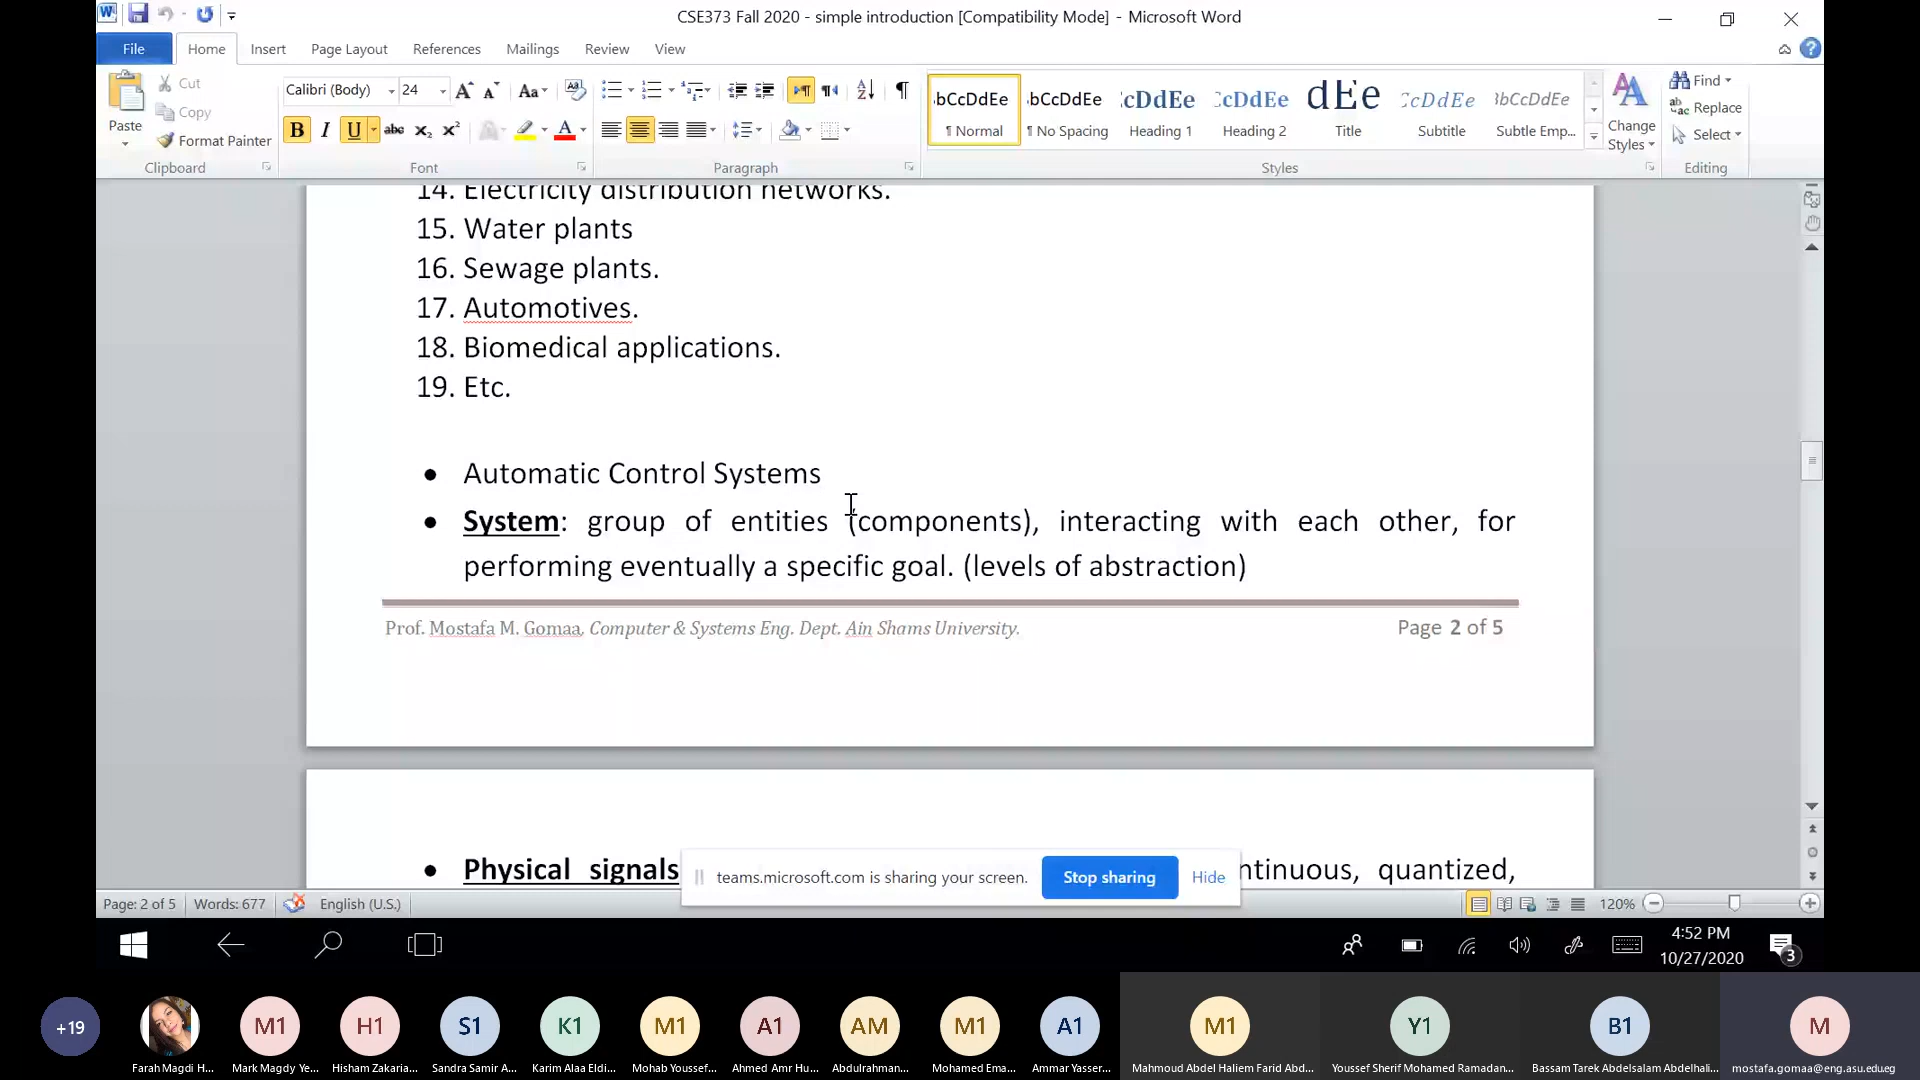 CSE373 Fall 2020 - simple introduction [Compatibility Mode] - Microsoft Word
File Home Insert Page Layout References Mailings Review View
Paste
Cut
Copy
Format Painter
Clipboard
Calibri (Body) 24
Font
Paragraph
bCcDdEe bCcDdEe cCcDdEe CcDdEe dEe CcDdEe bCcDdEe
¶ Normal ¶ No Spacing Heading 1 Heading 2 Title Subtitle Subtle Emp...
Styles
Change
Styles
Find
Replace
Select
Editing
14. Electricity distribution networks.
15. Water plants
16. Sewage plants.
17. Automotives.
18. Biomedical applications.
19. Etc.
• Automatic Control Systems
• System: group of entities (components), interacting with each other, for
performing eventually a specific goal. (levels of abstraction)
Prof. Mostafa M. Gomaa, Computer & Systems Eng. Dept. Ain Shams University. Page 2 of 5
• Physical signals ntinuous, quantized,
teams.microsoft.com is sharing your screen. Stop sharing Hide
Page: 2 of 5 Words: 677 English (U.S.) 120%
4:52 PM
10/27/2020
3
+19 M1 H1 S1 K1 M1 A1 AM M1 A1 M1 Y1 B1 M
Farah Magdi H... Mark Magdy Ye... Hisham Zakaria... Sandra Samir A... Karim Alaa Eldi... Mohab Youssef... Ahmed Amr Hu... Abdulrahman... Mohamed Ema... Ammar Yasser... Mahmoud Abdel Haliem Farid Abd... Youssef Sherif Mohamed Ramadan... Bassam Tarek Abdelsalam Abdelhali... mostafa.gomaa@eng.asu.edu.eg